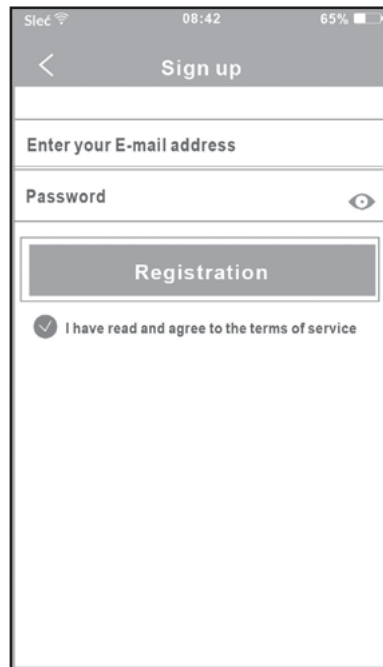 Sleć 08:42 65%
Sign up
Enter your E-mail address
Password
Registration
I have read and agree to the terms of service